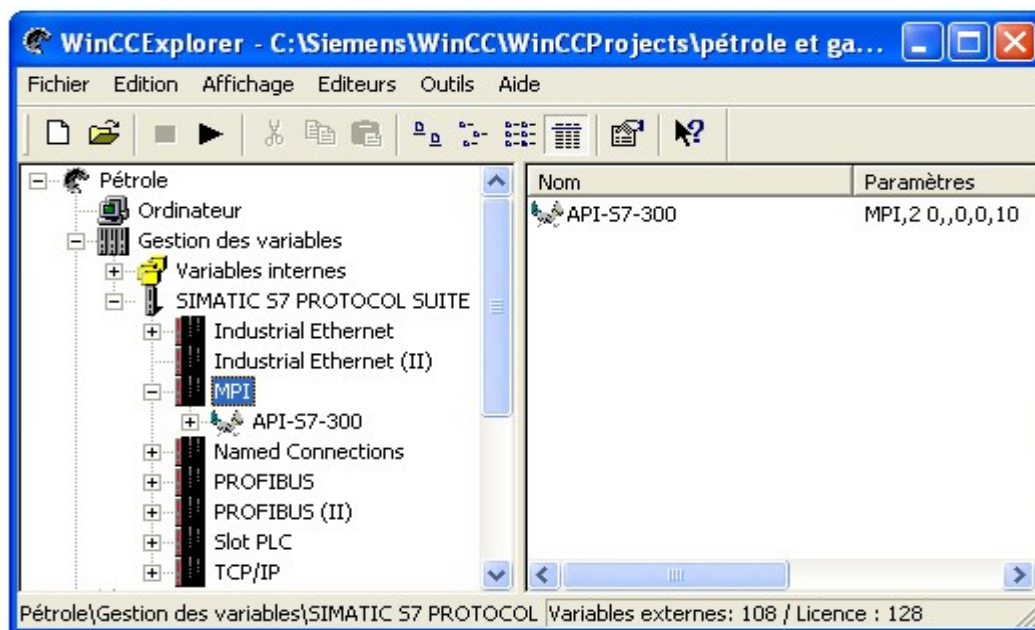 WinCCExplorer - C:\Siemens\WinCC\WinCCProjects\pétrole et ga...
Fichier Edition Affichage Editeurs Outils Aide
Pétrole
Ordinateur
Gestion des variables
Variables internes
SIMATIC S7 PROTOCOL SUITE
Industrial Ethernet
Industrial Ethernet (II)
MPI
API-S7-300
Named Connections
PROFIBUS
PROFIBUS (II)
Slot PLC
TCP/IP
Nom Paramètres
API-S7-300 MPI,2 0,,0,0,10
Pétrole\Gestion des variables\SIMATIC S7 PROTOCOL Variables externes: 108 / Licence : 128